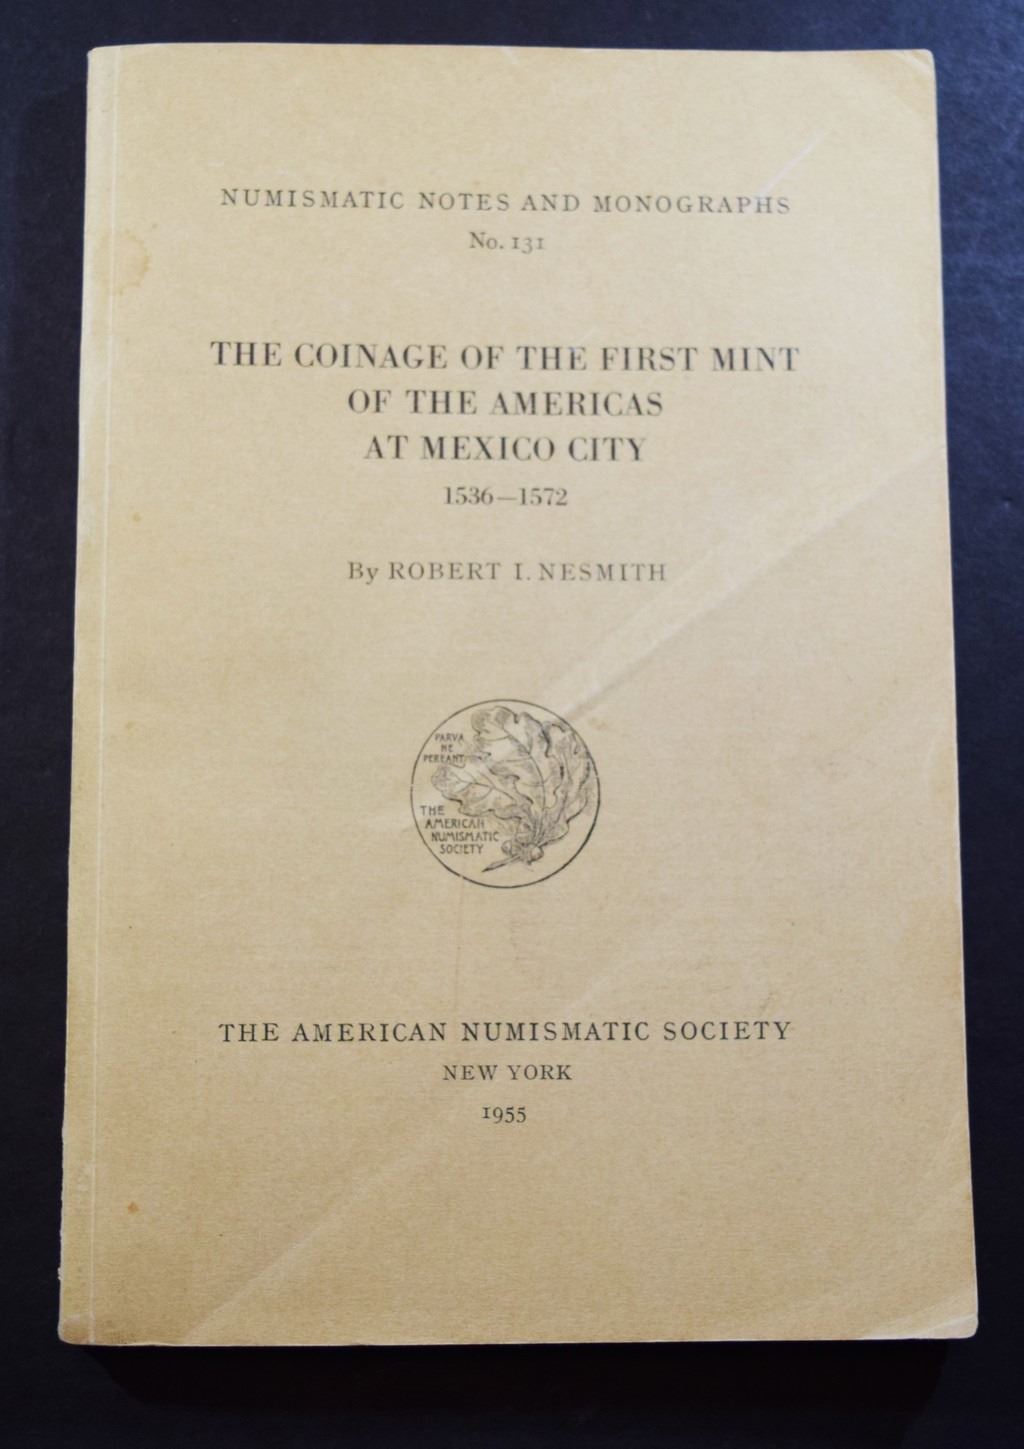 NUMISMATIC NOTES AND MONOGRAPHS
No. 131
THE COINAGE OF THE FIRST MINT
OF THE AMERICAS
AT MEXICO CITY
1536—1572
By ROBERT I. NESMITH
PARVA
NE
PEREANT
THE
AMERICAN
NUMISMATIC
SOCIETY
THE AMERICAN NUMISMATIC SOCIETY
NEW YORK
1955